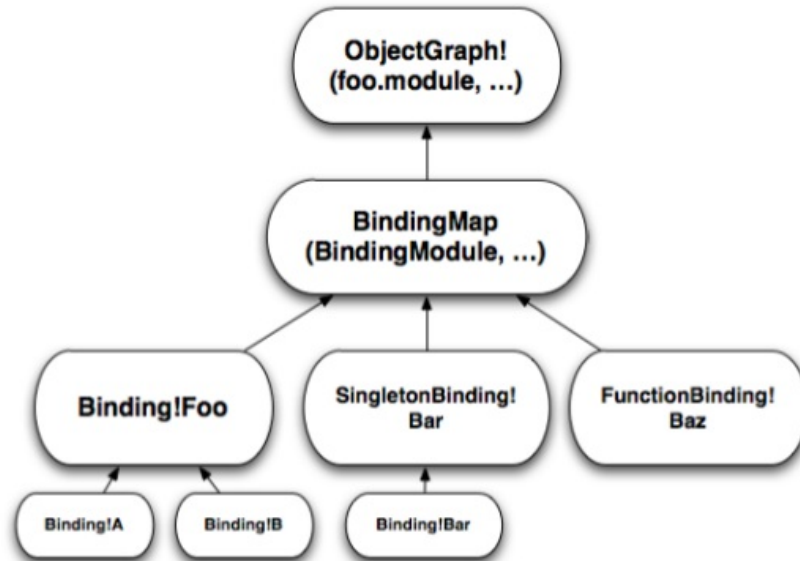 ObjectGraph!
(foo.module, …)
BindingMap
(BindingModule, …)
Binding!Foo
SingletonBinding!
Bar
FunctionBinding!
Baz
Binding!A
Binding!B
Binding!Bar